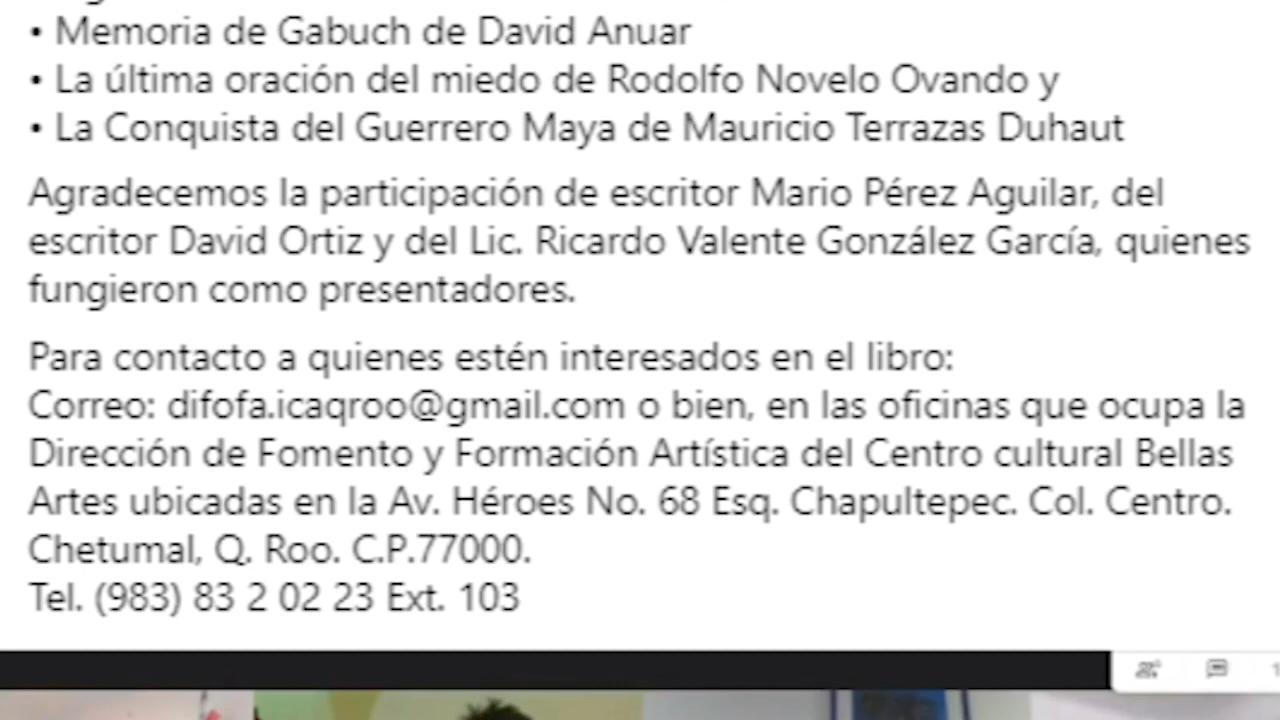 • Memoria de Gabuch de David Anuar
• La última oración del miedo de Rodolfo Novelo Ovando y
• La Conquista del Guerrero Maya de Mauricio Terrazas Duhaut
Agradecemos la participación de escritor Mario Pérez Aguilar, del
escritor David Ortiz y del Lic. Ricardo Valente González García, quienes
fungieron como presentadores.
Para contacto a quienes estén interesados en el libro:
Correo: difofa.icaqroo@gmail.com o bien, en las oficinas que ocupa la
Dirección de Fomento y Formación Artística del Centro cultural Bellas
Artes ubicadas en la Av. Héroes No. 68 Esq. Chapultepec. Col. Centro.
Chetumal, Q. Roo. C.P.77000.
Tel. (983) 83 2 02 23 Ext. 103